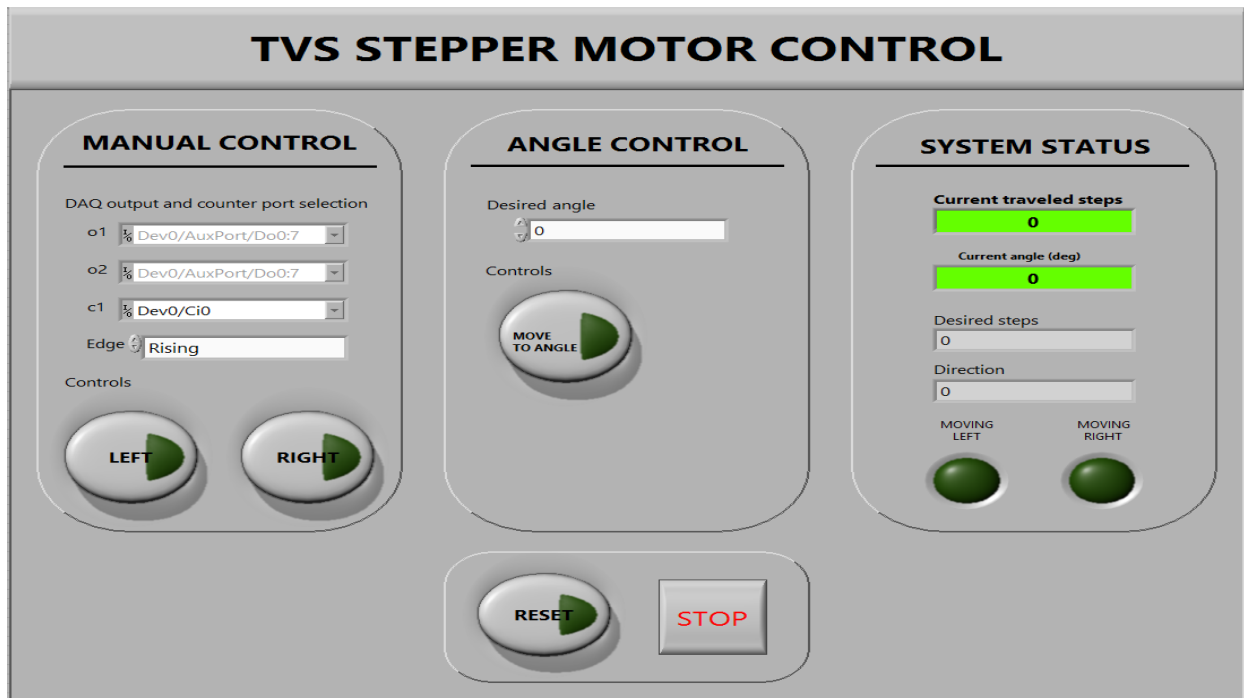 TVS STEPPER MOTOR CONTROL
MANUAL CONTROL
DAQ output and counter port selection
o1 I/O Dev0/AuxPort/Do0:7
o2 I/O Dev0/AuxPort/Do0:7
c1 I/O Dev0/Ci0
Edge Rising
Controls
LEFT
RIGHT
ANGLE CONTROL
Desired angle
0
Controls
MOVE
TO ANGLE
SYSTEM STATUS
Current traveled steps
0
Current angle (deg)
0
Desired steps
0
Direction
0
MOVING
LEFT
MOVING
RIGHT
RESET
STOP